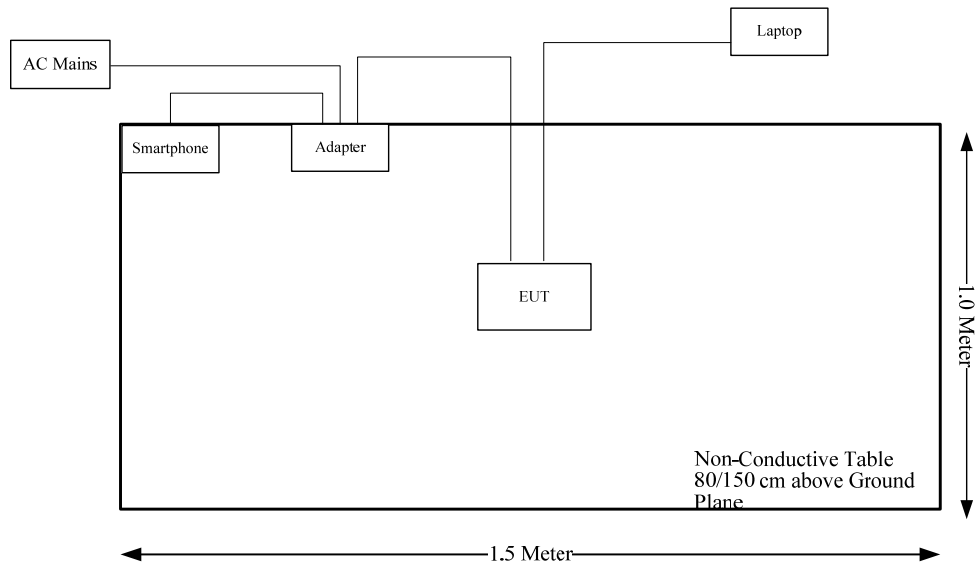 Laptop
AC Mains
Smartphone
Adapter
EUT
1.0 Meter
Non-Conductive Table
80/150 cm above Ground
Plane
1.5 Meter